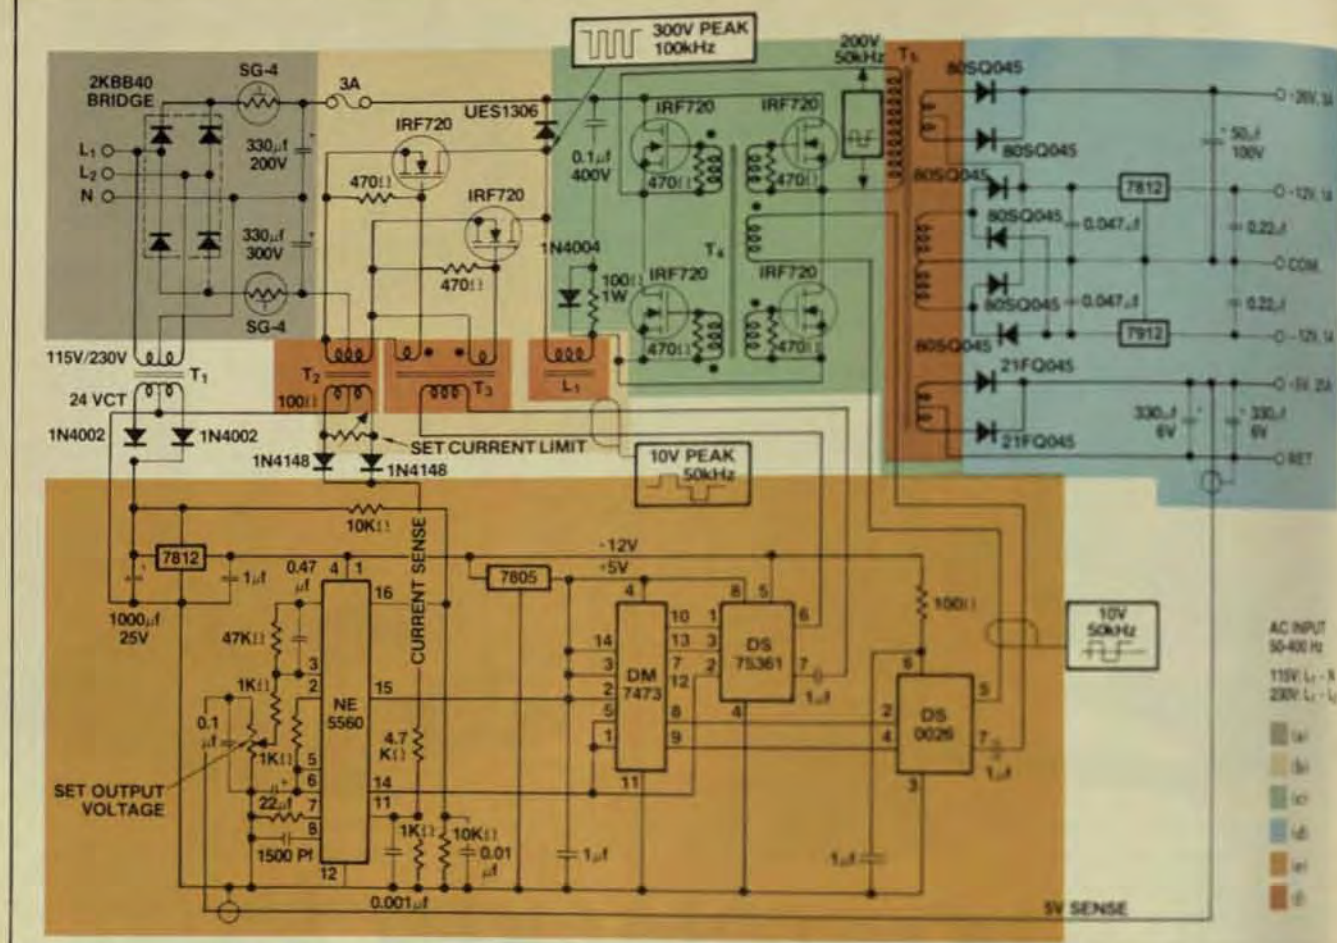 300V PEAK
100kHz
200V
50kHz
T5
2KBB40
BRIDGE
SG-4
3A
UES1306
IRF720
IRF720
IRF720
80SQ045
L1
L2
N
330µf
200V
470Ω
0.1µf
400V
470Ω
470Ω
80SQ045
80SQ045
50µf
100V
7812
-12V, 1A
330µf
300V
IRF720
1N4004
T4
80SQ045
0.047µf
0.22µf
COM.
470Ω
100Ω
1W
IRF720
IRF720
80SQ045
0.047µf
0.22µf
SG-4
470Ω
470Ω
80SQ045
7912
-12V, 1A
115V/230V
T1
T2
T3
L1
21FQ045
24 VCT
100Ω
330µf
6V
330µf
6V
1N4002
1N4002
SET CURRENT LIMIT
21FQ045
RET
1N4148
1N4148
10V PEAK
50kHz
10KΩ
CURRENT SENSE
7812
1µf
0.47
µf
4
1
-12V
+5V
7805
1000µf
25V
16
47KΩ
3
2
1KΩ
NE
5560
15
0.1
µf
1KΩ
5
6
4.7
KΩ
14
SET OUTPUT
VOLTAGE
22µf
7
8
11
1500 Pf
12
1KΩ
10KΩ
0.01
µf
0.001µf
4
14
3
2
5
1
DM
7473
10
13
7
12
8
9
11
1µf
8
5
1
3
2
DS
75361
6
7
4
1µf
100Ω
6
2
4
DS
0026
5
7
3
1µf
1µf
10V
50kHz
5V SENSE
AC INPUT
50-400 Hz
(a)
(b)
(c)
(d)
(e)
(f)